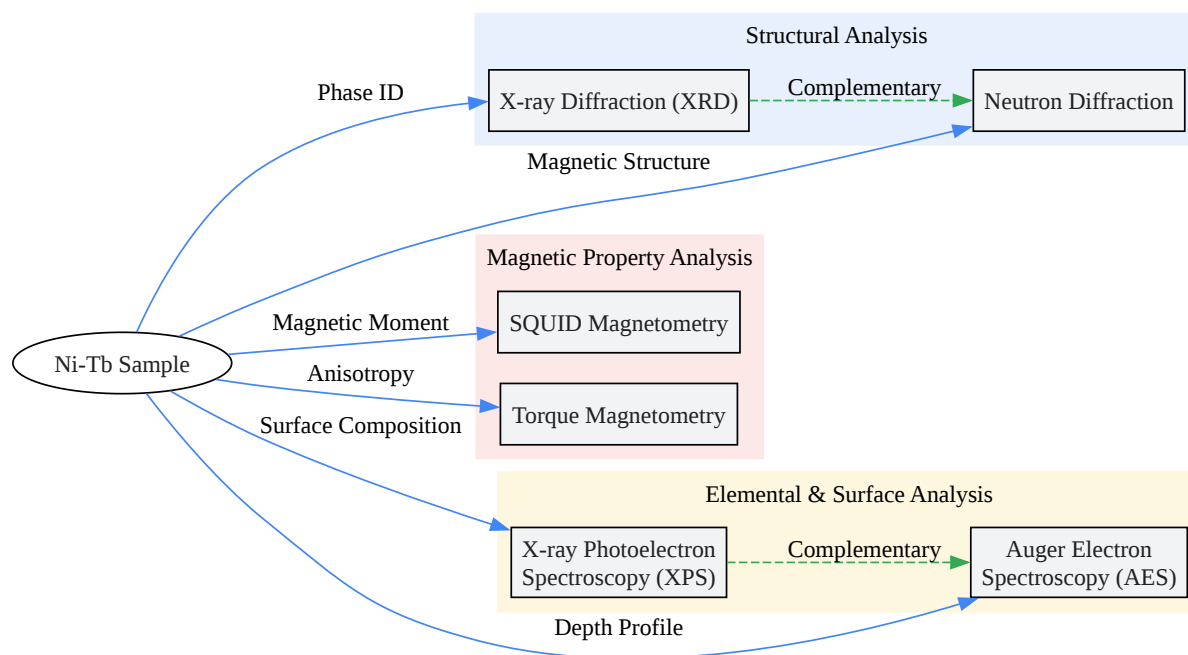 Structural Analysis
Phase ID
X-ray Diffraction (XRD)
Complementary
Neutron Diffraction
Magnetic Structure
Magnetic Property Analysis
Magnetic Moment
SQUID Magnetometry
Ni-Tb Sample
Anisotropy
Torque Magnetometry
Surface Composition
Elemental & Surface Analysis
X-ray Photoelectron
Spectroscopy (XPS)
Complementary
Auger Electron
Spectroscopy (AES)
Depth Profile